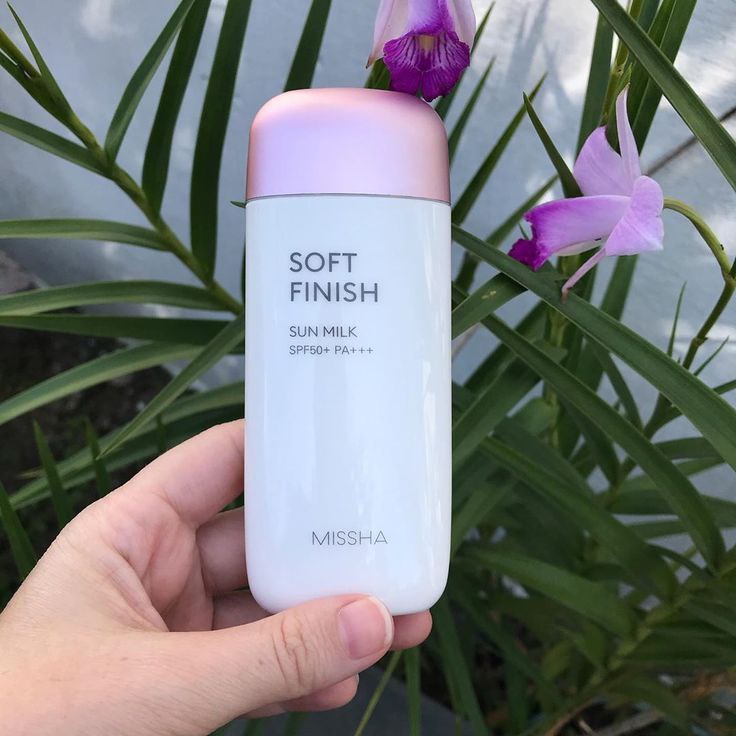 SOFT
FINISH
SUN MILK
SPF50+ PA+++
MISSHA